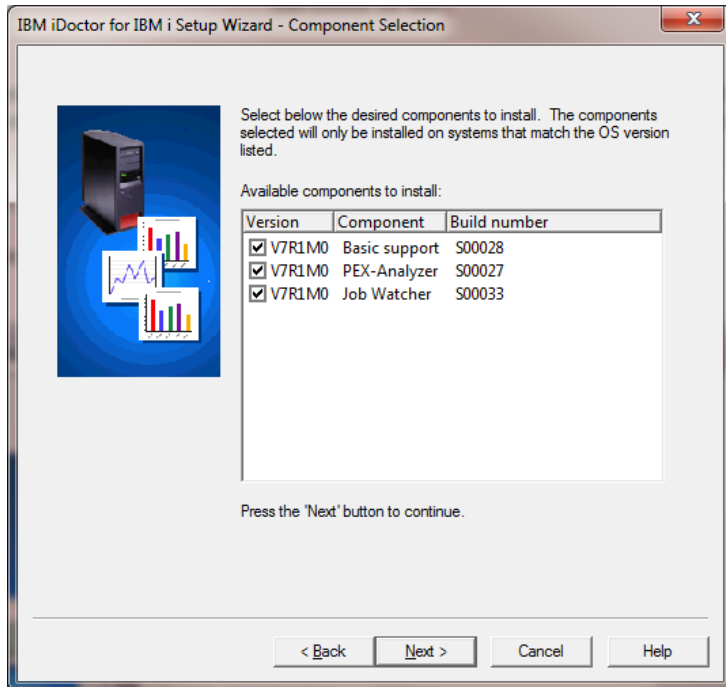 IBM iDoctor for IBM i Setup Wizard - Component Selection
Select below the desired components to install. The components
selected will only be installed on systems that match the OS version
listed.
Available components to install:
Version Component Build number
V7R1M0 Basic support S00028
V7R1M0 PEX-Analyzer S00027
V7R1M0 Job Watcher S00033
Press the 'Next' button to continue.
< Back Next > Cancel Help